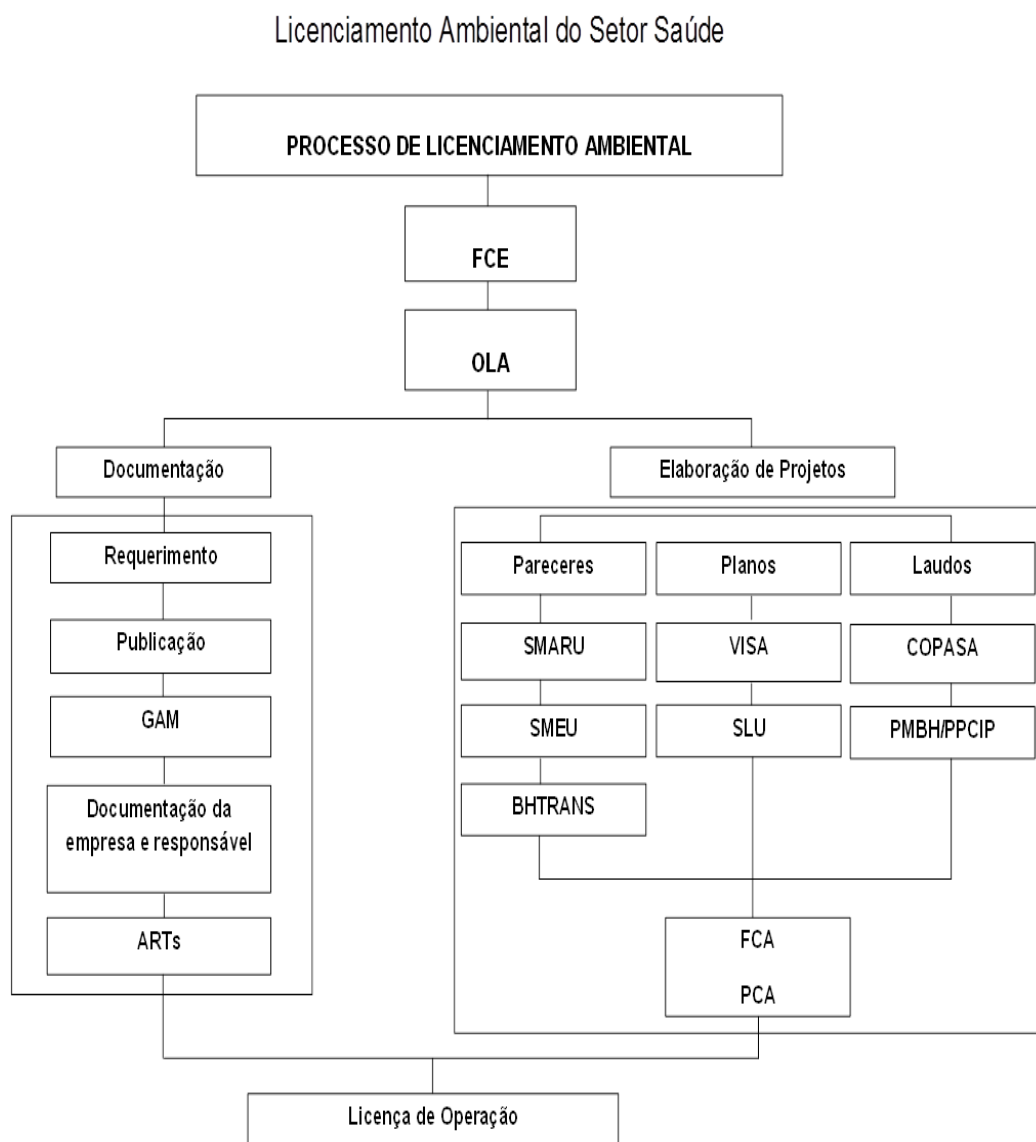 Licenciamento Ambiental do Setor Saúde
PROCESSO DE LICENCIAMENTO AMBIENTAL
FCE
OLA
Documentação
Requerimento
Publicação
GAM
Documentação da
empresa e responsável
ARTs
Elaboração de Projetos
Pareceres
SMARU
SMEU
BHTRANS
Planos
VISA
SLU
Laudos
COPASA
PMBH/PPCIP
FCA
PCA
Licença de Operação